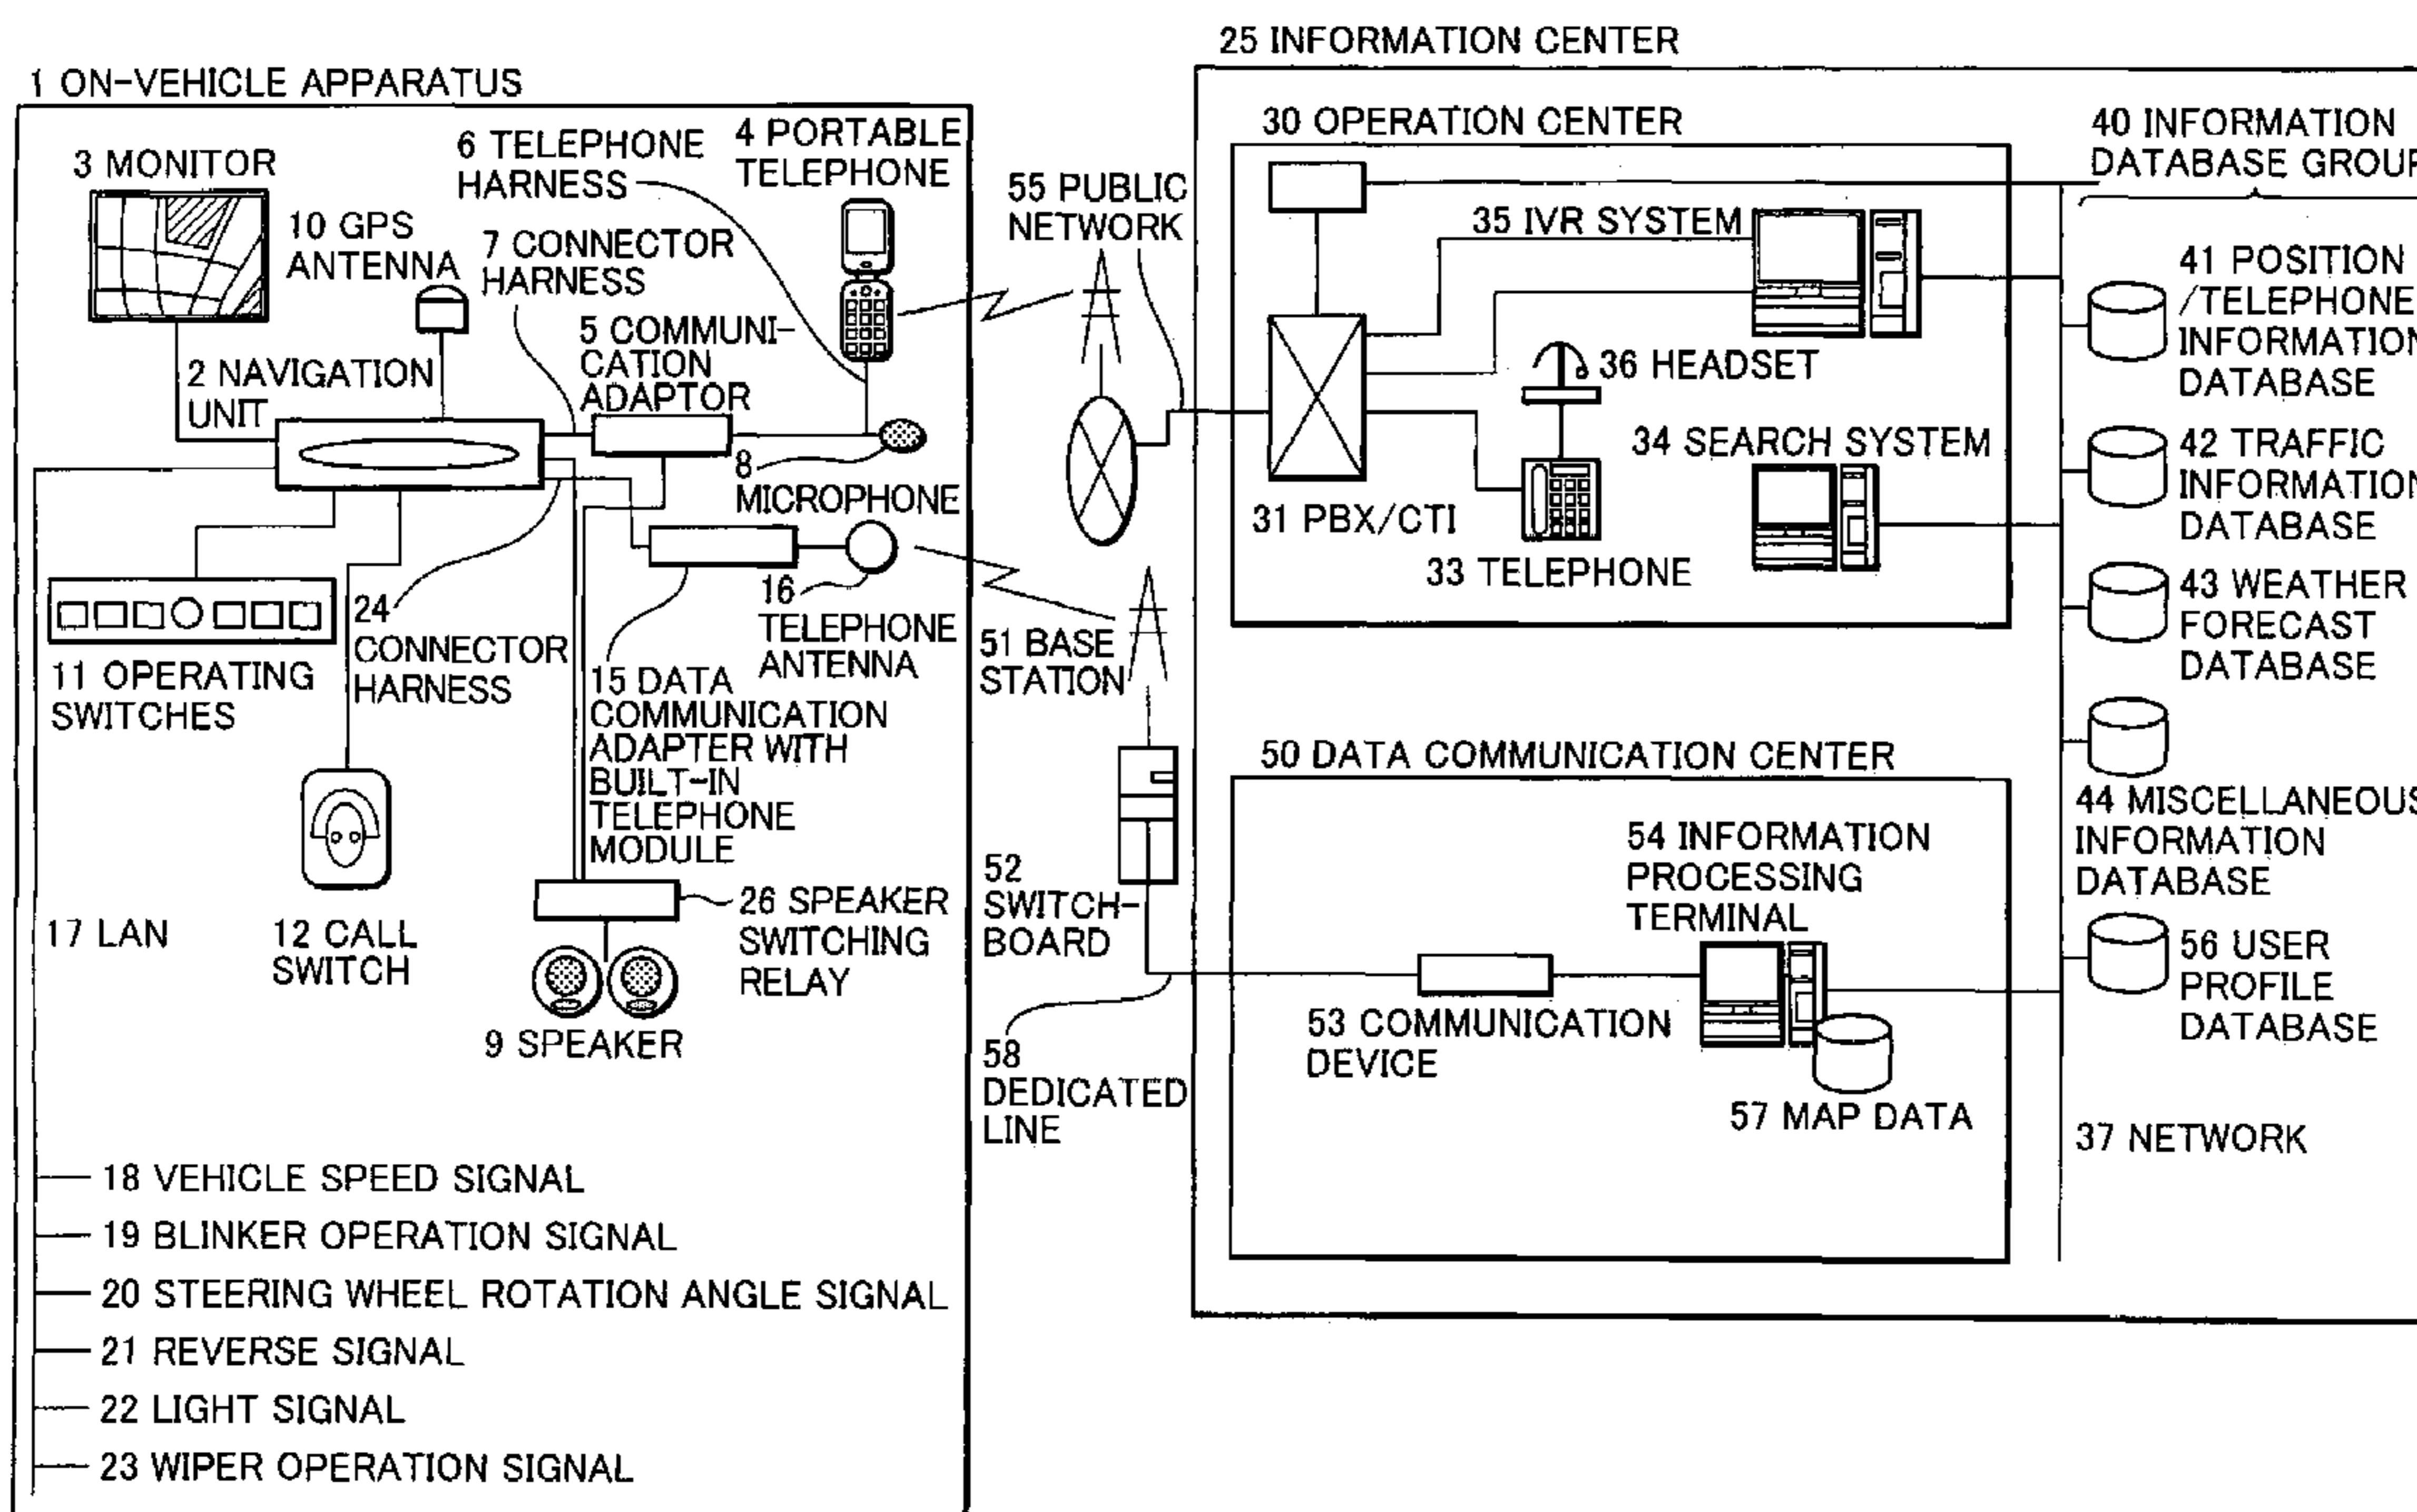 25 INFORMATION CENTER
1 ON-VEHICLE APPARATUS
3 MONITOR
6 TELEPHONE
HARNESS
4 PORTABLE
TELEPHONE
10 GPS
ANTENNA
7 CONNECTOR
HARNESS
5 COMMUNI-
CATION
ADAPTOR
2 NAVIGATION
UNIT
8
MICROPHONE
16
TELEPHONE
ANTENNA
24
CONNECTOR
HARNESS
11 OPERATING
SWITCHES
15 DATA
COMMUNICATION
ADAPTER WITH
BUILT-IN
TELEPHONE
MODULE
17 LAN
12 CALL
SWITCH
26 SPEAKER
SWITCHING
RELAY
9 SPEAKER
18 VEHICLE SPEED SIGNAL
19 BLINKER OPERATION SIGNAL
20 STEERING WHEEL ROTATION ANGLE SIGNAL
21 REVERSE SIGNAL
22 LIGHT SIGNAL
23 WIPER OPERATION SIGNAL
55 PUBLIC
NETWORK
51 BASE
STATION
52
SWITCH-
BOARD
58
DEDICATED
LINE
30 OPERATION CENTER
35 IVR SYSTEM
36 HEADSET
34 SEARCH SYSTEM
31 PBX/CTI
33 TELEPHONE
50 DATA COMMUNICATION CENTER
54 INFORMATION
PROCESSING
TERMINAL
53 COMMUNICATION
DEVICE
57 MAP DATA
40 INFORMATION
DATABASE GROUP
41 POSITION
/TELEPHONE
INFORMATION
DATABASE
42 TRAFFIC
INFORMATION
DATABASE
43 WEATHER
FORECAST
DATABASE
44 MISCELLANEOUS
INFORMATION
DATABASE
56 USER
PROFILE
DATABASE
37 NETWORK